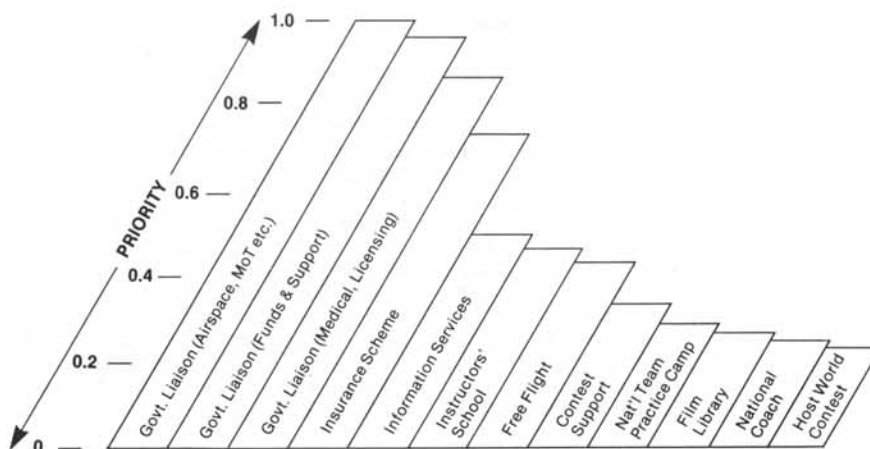 1.0
0.8
0.6
0.4
0.2
0
PRIORITY
Govt. Liaison (Airspace, MoT etc.)
Govt. Liaison (Funds & Support)
Govt. Liaison (Medical, Licensing)
Insurance Scheme
Information Services
Instructors'
School
Free Flight
Contest
Support
Nat'l Team
Practice Camp
Film
Library
National
Coach
Host World
Contest